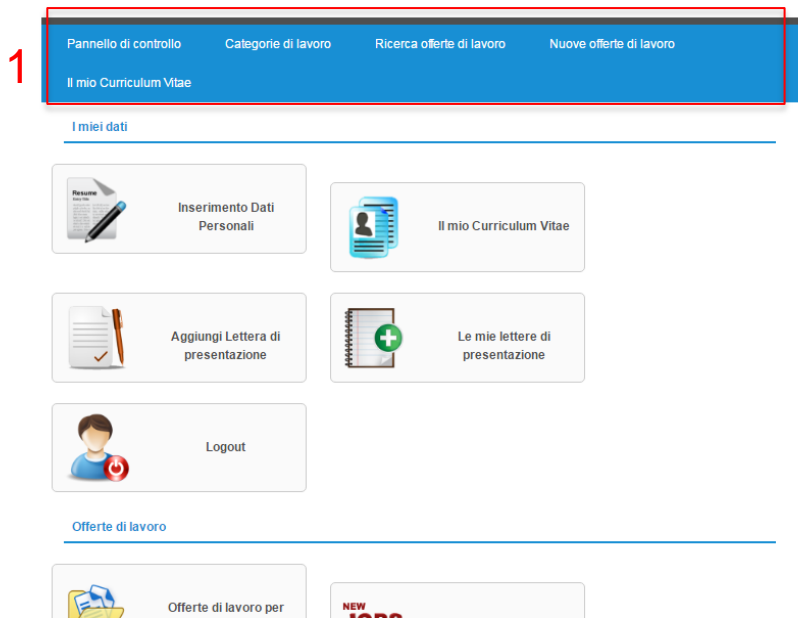 1
Pannello di controllo Categorie di lavoro Ricerca offerte di lavoro Nuove offerte di lavoro
Il mio Curriculum Vitae
I miei dati
Resume
Inserimento Dati
Personali
Il mio Curriculum Vitae
Aggiungi Lettera di
presentazione
Le mie lettere di
presentazione
Logout
Offerte di lavoro
Offerte di lavoro per
NEW
JOBS